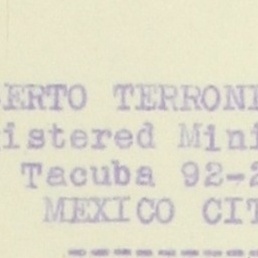 ERTO TERRONE
istered Mini
Tacuba 92-2
MEXICO CIT